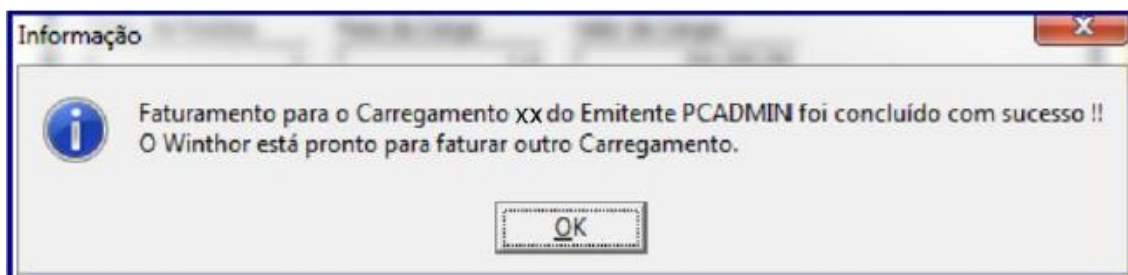 Informação
Faturamento para o Carregamento xx do Emitente PCADMIN foi concluído com sucesso !!
O Winthor está pronto para faturar outro Carregamento.
OK